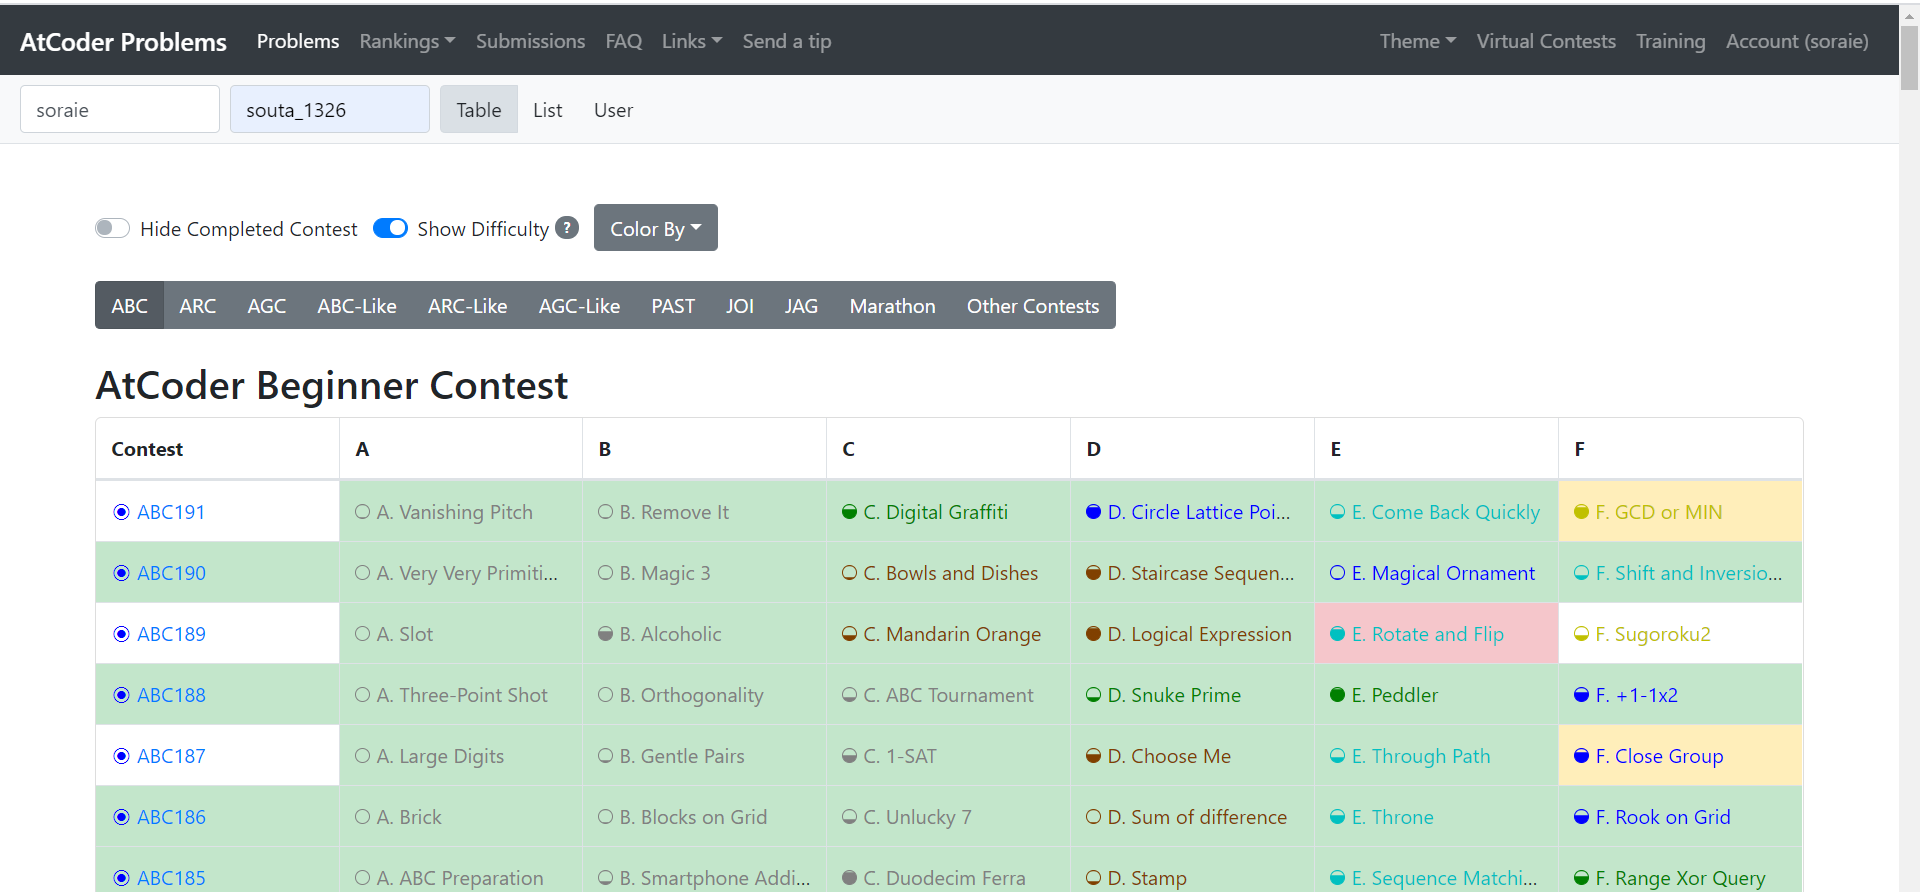 AtCoder Problems Problems Rankings Submissions FAQ Links Send a tip Theme Virtual Contests Training Account (soraie)
soraie souta_1326 Table List User
Hide Completed Contest Show Difficulty ? Color By
ABC ARC AGC ABC-Like ARC-Like AGC-Like PAST JOI JAG Marathon Other Contests
AtCoder Beginner Contest
Contest A B C D E F
ABC191 A. Vanishing Pitch B. Remove It C. Digital Graffiti D. Circle Lattice Poi... E. Come Back Quickly F. GCD or MIN
ABC190 A. Very Very Primiti... B. Magic 3 C. Bowls and Dishes D. Staircase Sequen... E. Magical Ornament F. Shift and Inversio...
ABC189 A. Slot B. Alcoholic C. Mandarin Orange D. Logical Expression E. Rotate and Flip F. Sugoroku2
ABC188 A. Three-Point Shot B. Orthogonality C. ABC Tournament D. Snuke Prime E. Peddler F. +1-1x2
ABC187 A. Large Digits B. Gentle Pairs C. 1-SAT D. Choose Me E. Through Path F. Close Group
ABC186 A. Brick B. Blocks on Grid C. Unlucky 7 D. Sum of difference E. Throne F. Rook on Grid
ABC185 A. ABC Preparation B. Smartphone Addi... C. Duodecim Ferra D. Stamp E. Sequence Matchi... F. Range Xor Query